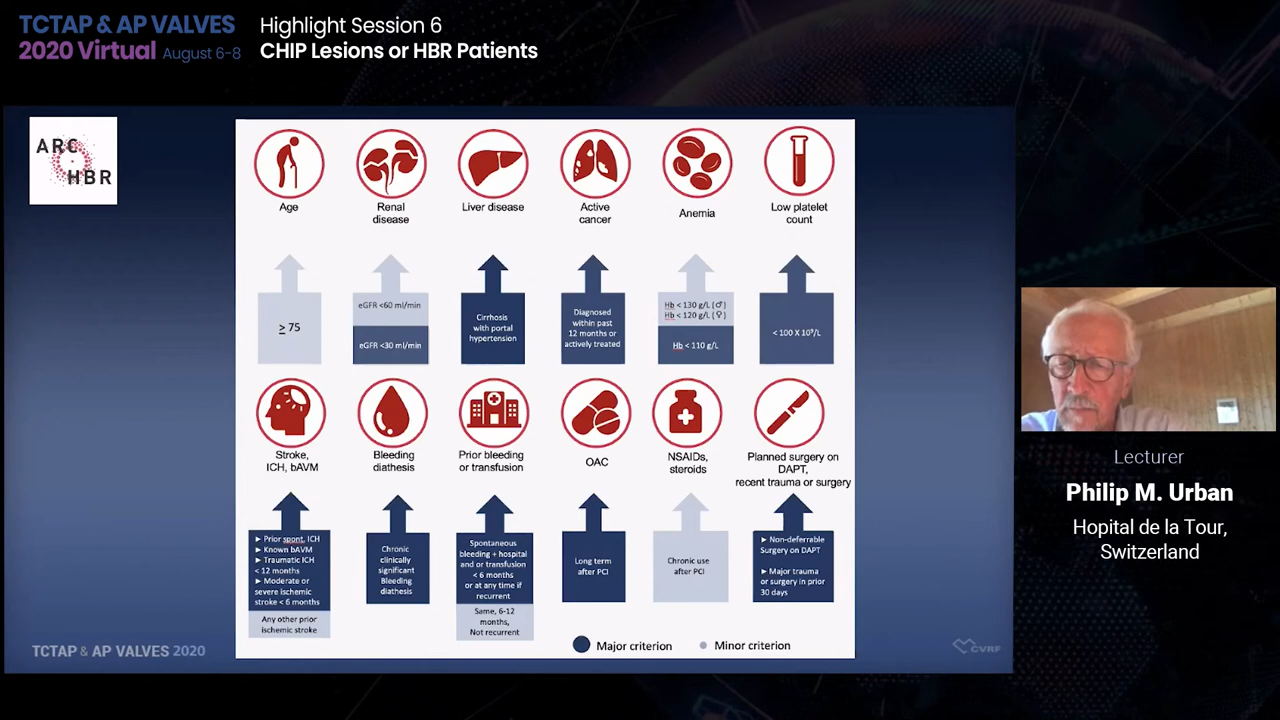 TCTAP & AP VALVES
2020 Virtual August 6-8
Highlight Session 6
CHIP Lesions or HBR Patients
ARC
HBR
Age
Renal
disease
Liver disease
Active
cancer
Anemia
Low platelet
count
≥ 75
eGFR <60 ml/min
eGFR <30 ml/min
Cirrhosis
with portal
hypertension
Diagnosed
within past
12 months or
actively treated
Hb < 130 g/L (♂)
Hb < 120 g/L (♀)
Hb < 110 g/L
< 100 X 10⁹/L
Stroke,
ICH, bAVM
Bleeding
diathesis
Prior bleeding
or transfusion
OAC
NSAIDs,
steroids
Planned surgery on
DAPT,
recent trauma or surgery
► Prior spont. ICH
► Known bAVM
► Traumatic ICH
< 12 months
► Moderate or
severe ischemic
stroke < 6 months
Any other prior
ischemic stroke
Chronic
clinically
significant
Bleeding
diathesis
Spontaneous
bleeding + hospital
and or transfusion
< 6 months
or at any time if
recurrent
Same, 6-12
months,
Not recurrent
Long term
after PCI
Chronic use
after PCI
► Non-deferrable
Surgery on DAPT
► Major trauma
or surgery in prior
30 days
Major criterion
Minor criterion
TCTAP & AP VALVES 2020
CVRF
Lecturer
Philip M. Urban
Hopital de la Tour,
Switzerland